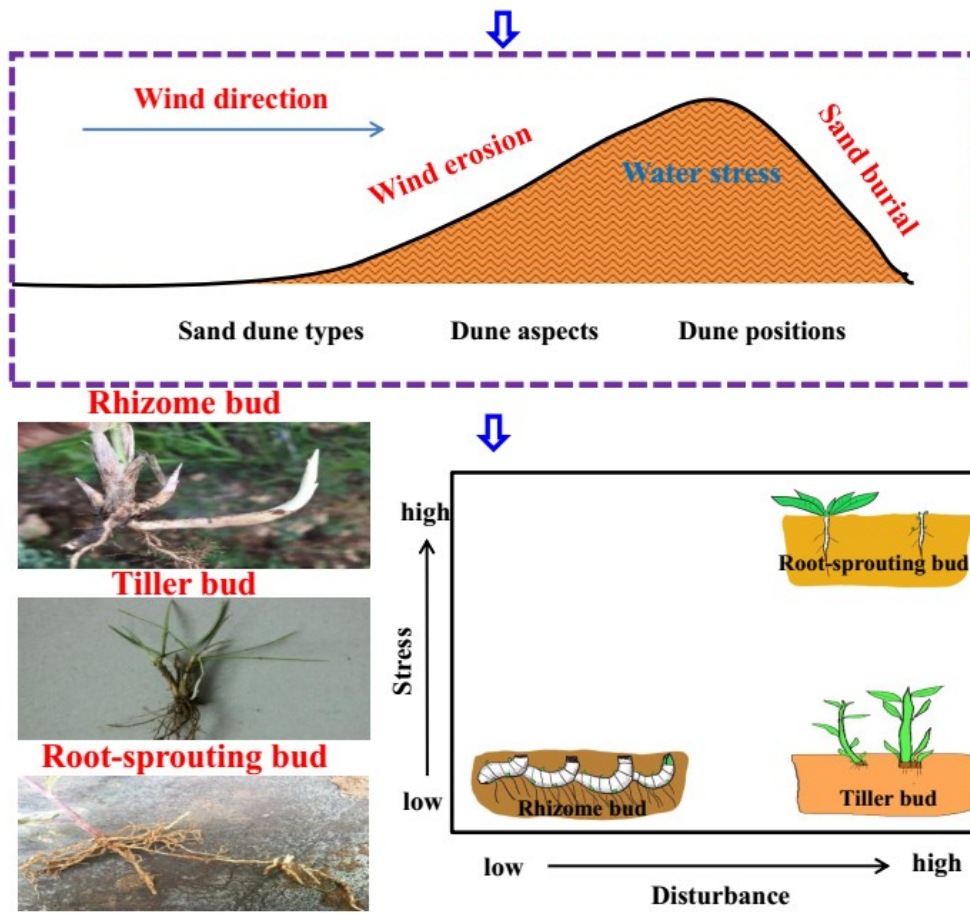 Wind direction
Wind erosion
Water stress
Sand burial
Sand dune types
Dune aspects
Dune positions
Rhizome bud
Tiller bud
Root-sprouting bud
high
Stress
low
Root-sprouting bud
Rhizome bud
Tiller bud
low
high
Disturbance